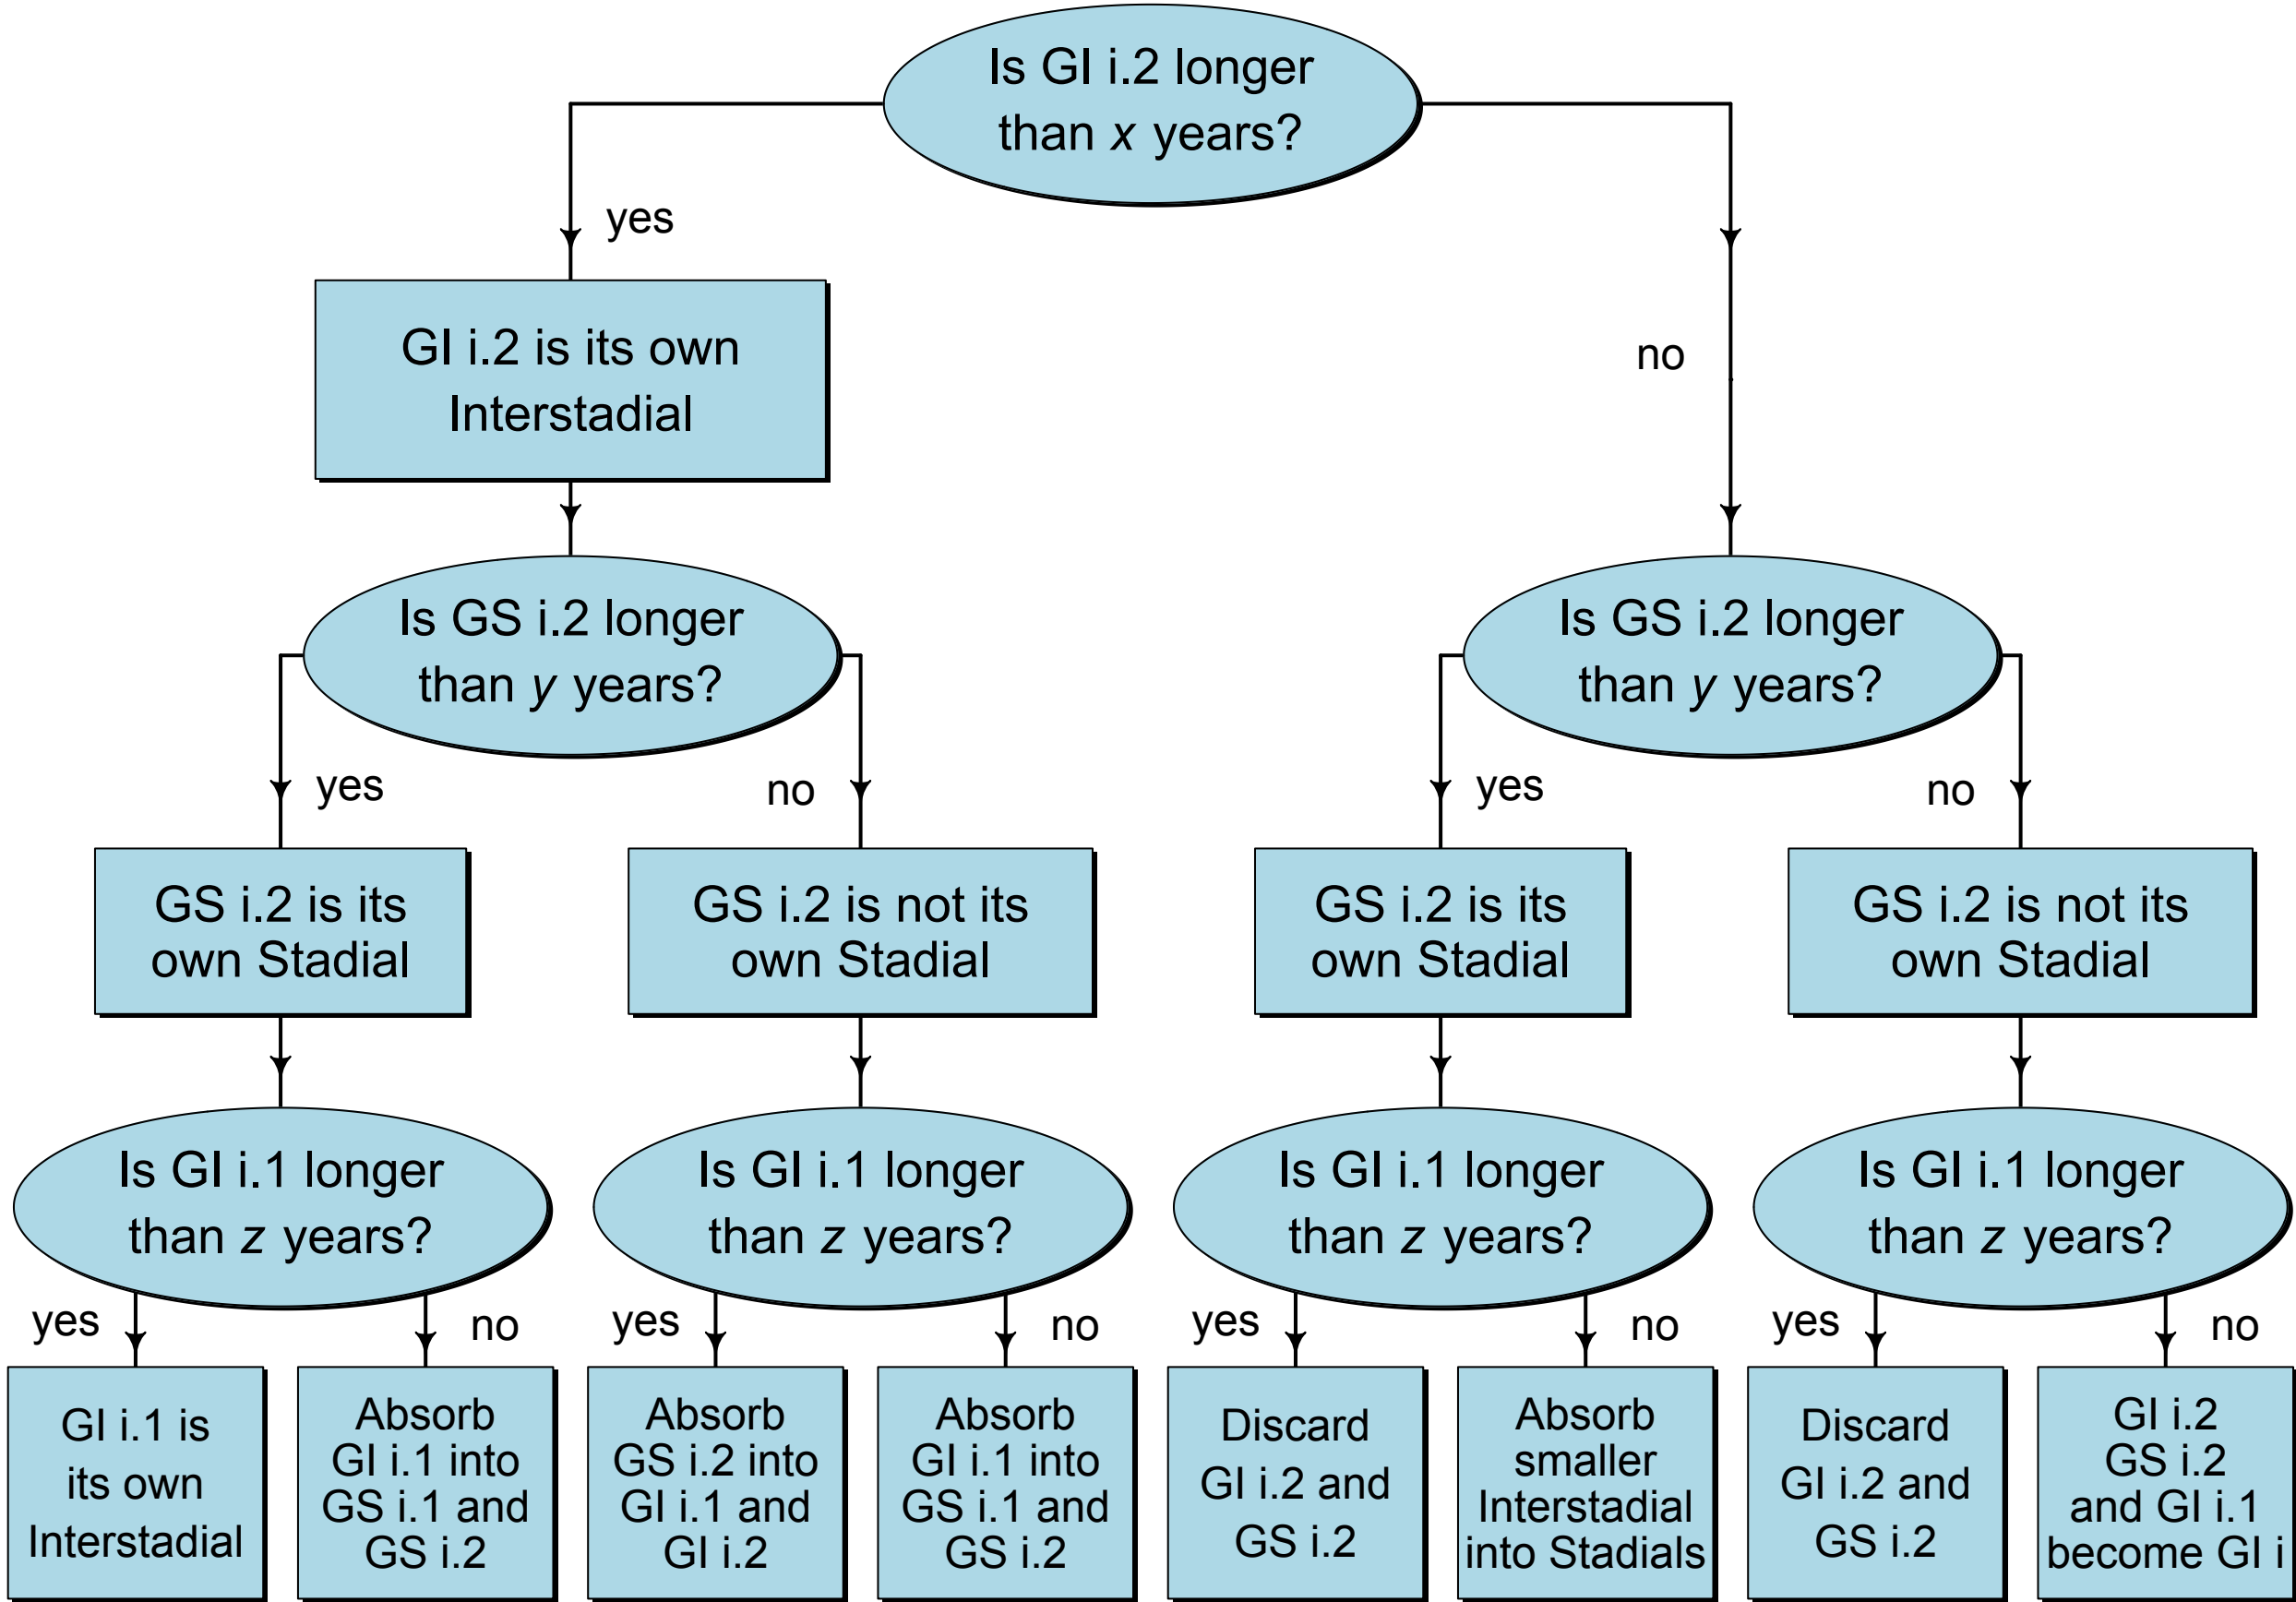 Is GI i.2 longer
than x years?
yes
no
GI i.2 is its own
Interstadial
Is GS i.2 longer
than y years?
Is GS i.2 longer
than y years?
yes
no
yes
no
GS i.2 is its
own Stadial
GS i.2 is not its
own Stadial
GS i.2 is its
own Stadial
GS i.2 is not its
own Stadial
Is GI i.1 longer
than z years?
Is GI i.1 longer
than z years?
Is GI i.1 longer
than z years?
Is GI i.1 longer
than z years?
yes
no
yes
no
yes
no
yes
no
GI i.1 is
its own
Interstadial
Absorb
GI i.1 into
GS i.1 and
GS i.2
Absorb
GS i.2 into
GI i.1 and
GI i.2
Absorb
GI i.1 into
GS i.1 and
GS i.2
Discard
GI i.2 and
GS i.2
Absorb
smaller
Interstadial
into Stadials
Discard
GI i.2 and
GS i.2
GI i.2
GS i.2
and GI i.1
become GI i